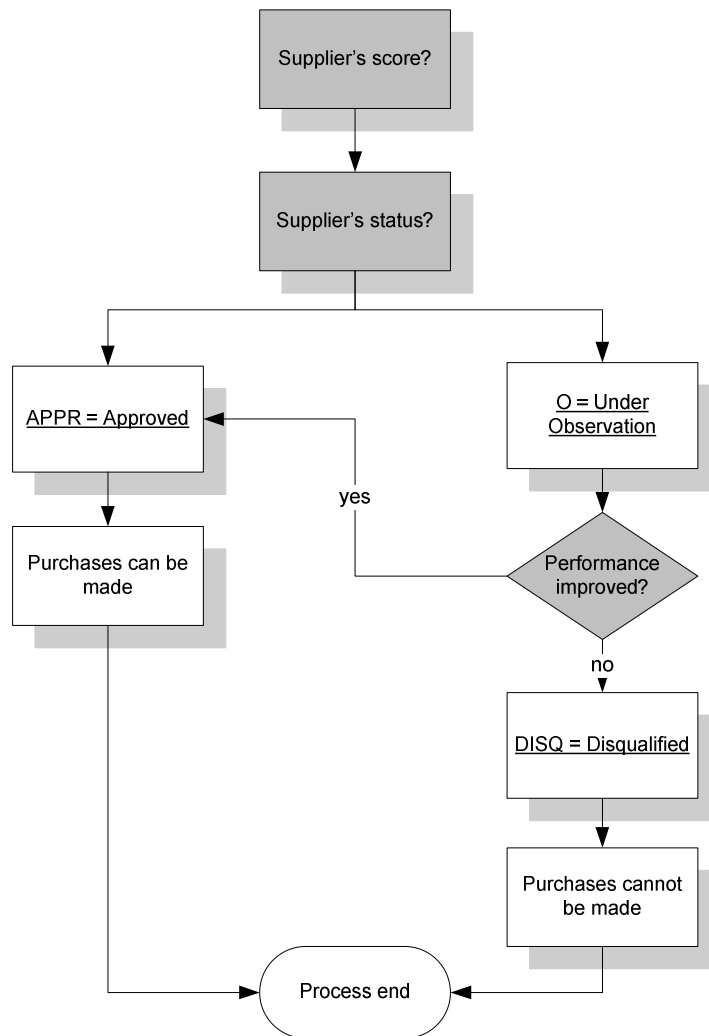 Supplier’s score?
Supplier’s status?
APPR = Approved
O = Under
Observation
yes
Purchases can be
made
Performance
improved?
no
DISQ = Disqualified
Purchases cannot
be made
Process end